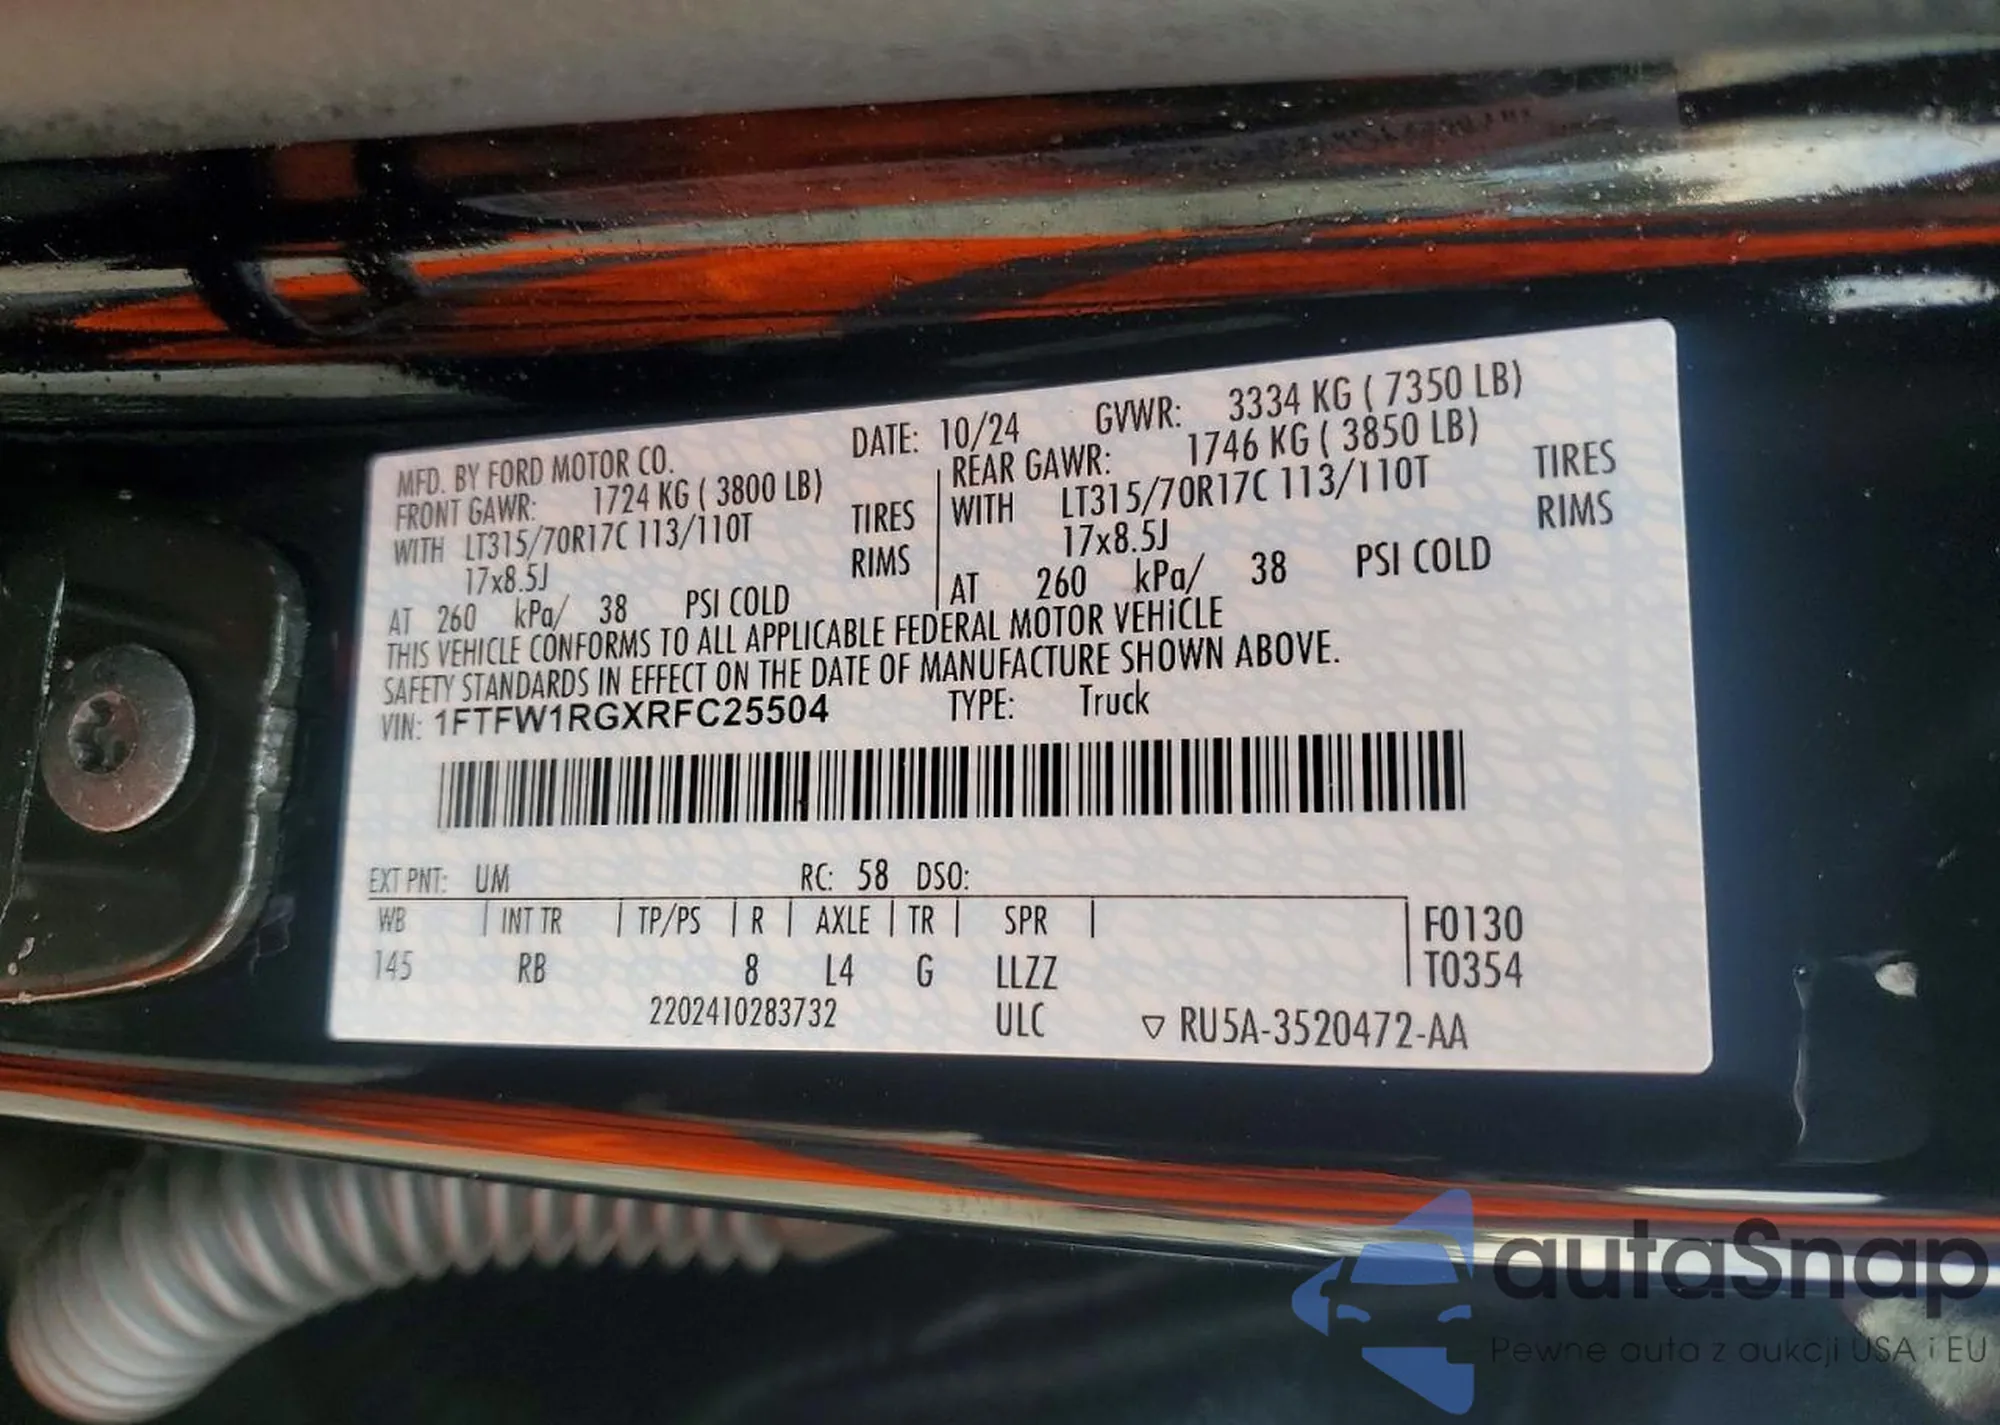 MFD. BY FORD MOTOR CO. DATE: 10/24 GVWR: 3334 KG ( 7350 LB)
FRONT GAWR: 1724 KG ( 3800 LB) REAR GAWR: 1746 KG ( 3850 LB)
WITH LT315/70R17C 113/110T TIRES WITH LT315/70R17C 113/110T TIRES
17x8.5J RIMS 17x8.5J RIMS
AT 260 kPa/ 38 PSI COLD AT 260 kPa/ 38 PSI COLD
THIS VEHICLE CONFORMS TO ALL APPLICABLE FEDERAL MOTOR VEHICLE
SAFETY STANDARDS IN EFFECT ON THE DATE OF MANUFACTURE SHOWN ABOVE.
VIN: 1FTFW1RGXRFC25504 TYPE: Truck
EXT PNT: UM RC: 58 DSO:
WB INT TR TP/PS R AXLE TR SPR F0130
145 RB 8 L4 G LLZZ T0354
2202410283732 ULC ▽ RU5A-3520472-AA
autaSnap
Pewne auta z aukcji USA i EU